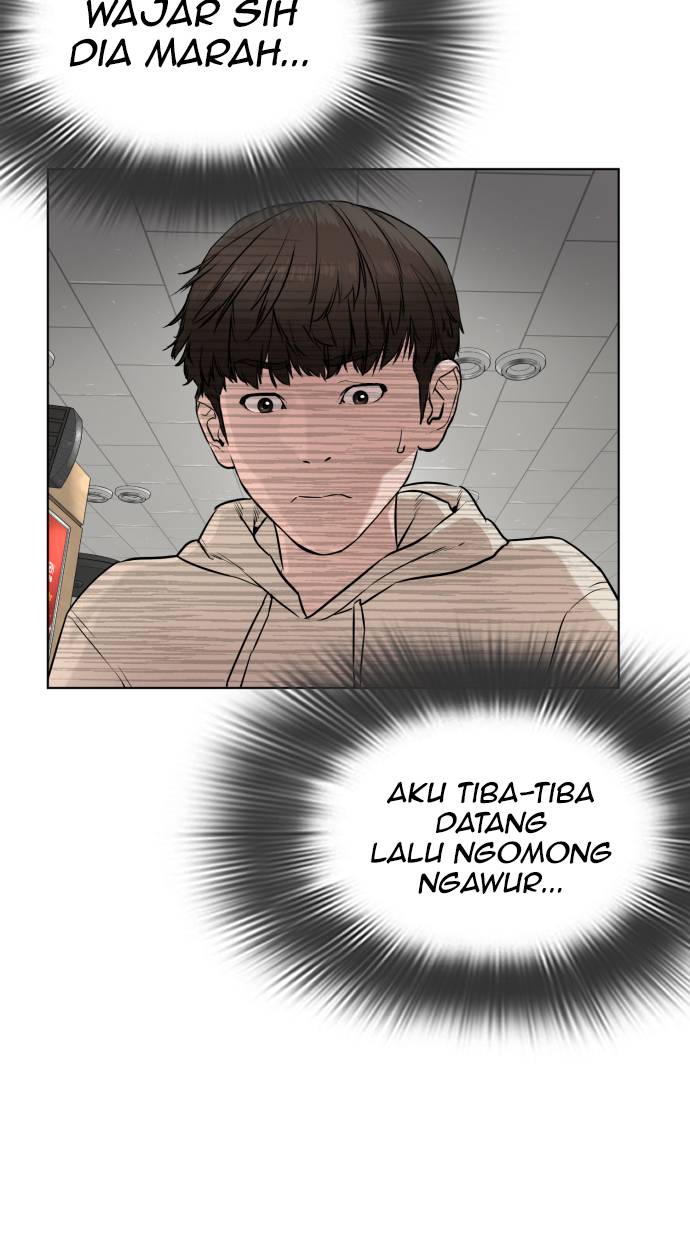 WAJAR SIH
DIA MARAH...
AKU TIBA-TIBA
DATANG
LALU NGOMONG
NGAWUR...